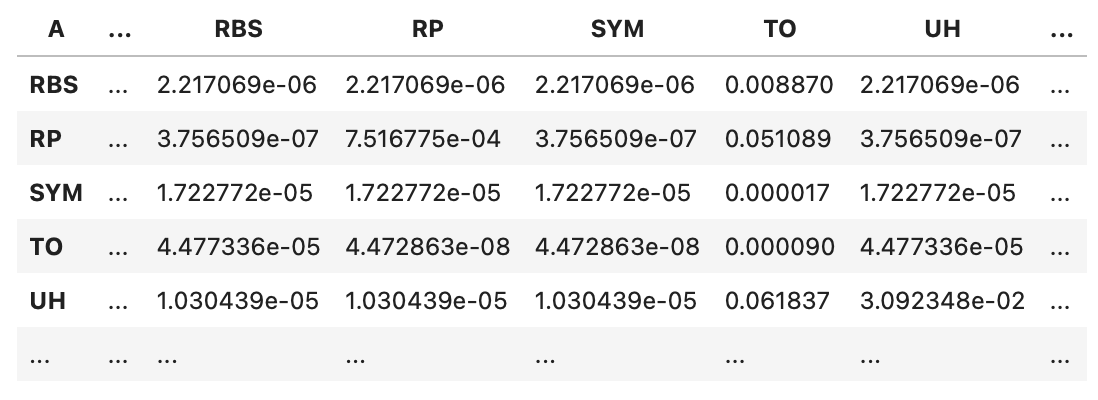 A ... RBS RP SYM TO UH ...
RBS ... 2.217069e-06 2.217069e-06 2.217069e-06 0.008870 2.217069e-06 ...
RP ... 3.756509e-07 7.516775e-04 3.756509e-07 0.051089 3.756509e-07 ...
SYM ... 1.722772e-05 1.722772e-05 1.722772e-05 0.000017 1.722772e-05 ...
TO ... 4.477336e-05 4.472863e-08 4.472863e-08 0.000090 4.477336e-05 ...
UH ... 1.030439e-05 1.030439e-05 1.030439e-05 0.061837 3.092348e-02 ...
... ... ... ... ... ... ... ...